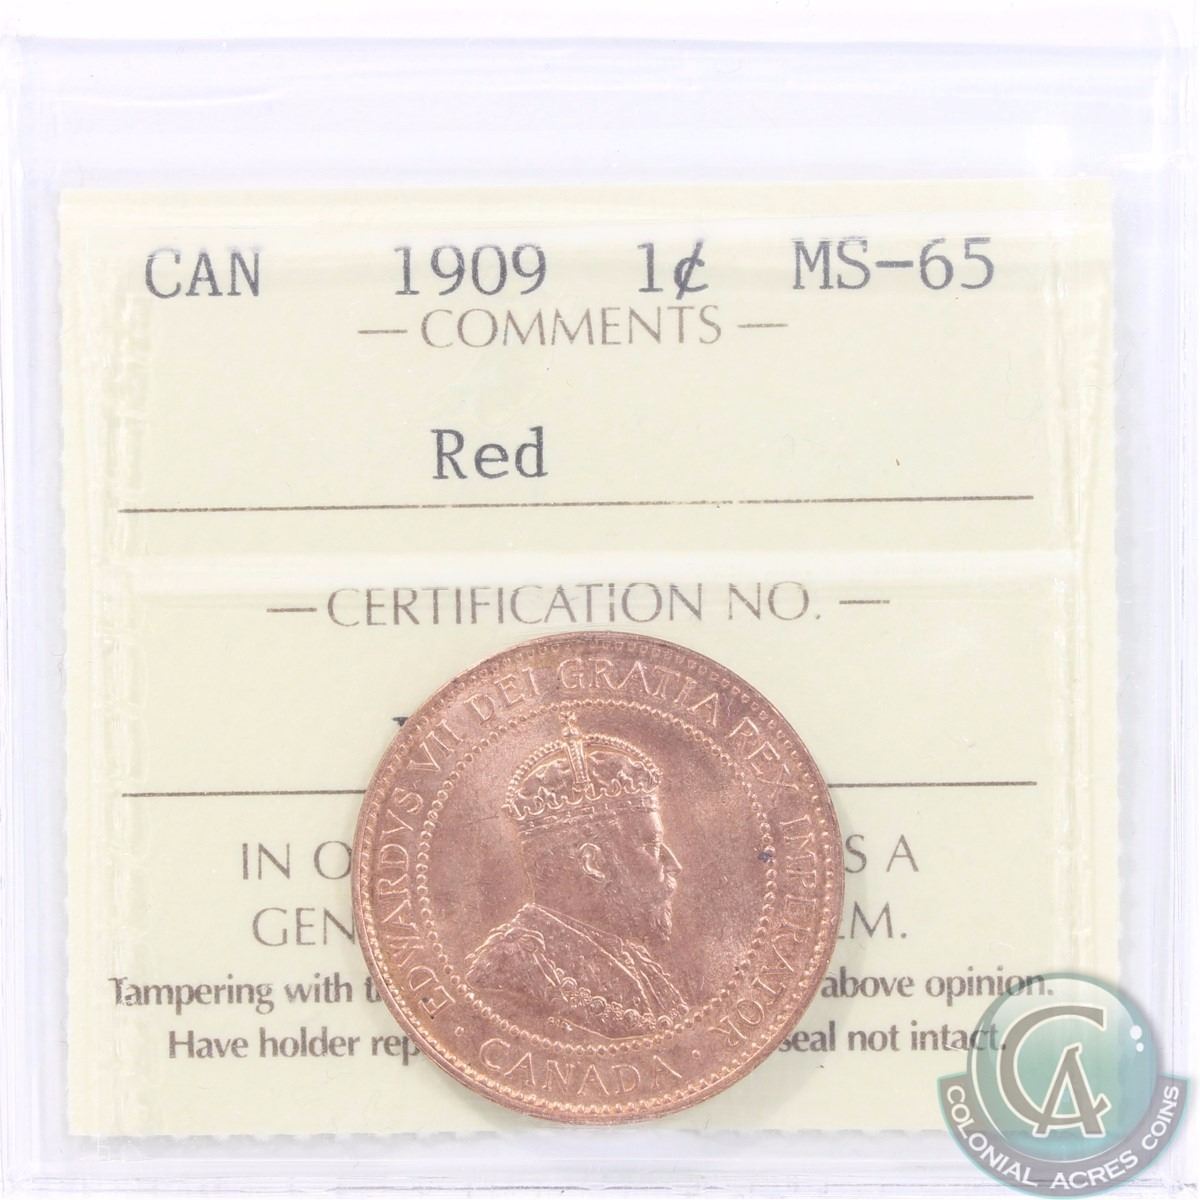 CAN 1909 1¢ MS-65
— COMMENTS —
Red
— CERTIFICATION NO. —
IN O S A
GEN M.
Tampering with t above opinion.
Have holder rep seal not intact.
EDWARDVS VII DEI GRATIA REX IMPERATOR
· CANADA ·
CA
COLONIAL ACRES COINS